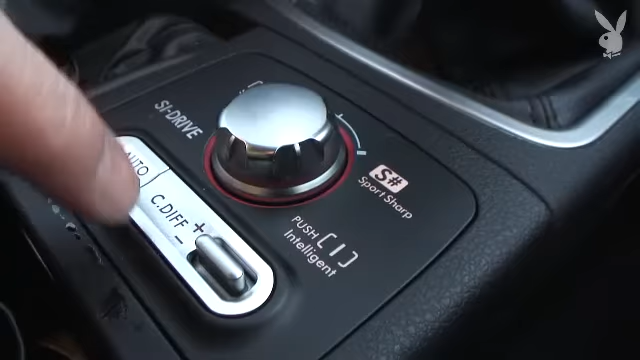 SI-DRIVE
S#
Sport Sharp
PUSH [I]
Intelligent
AUTO
C.DIFF +
−